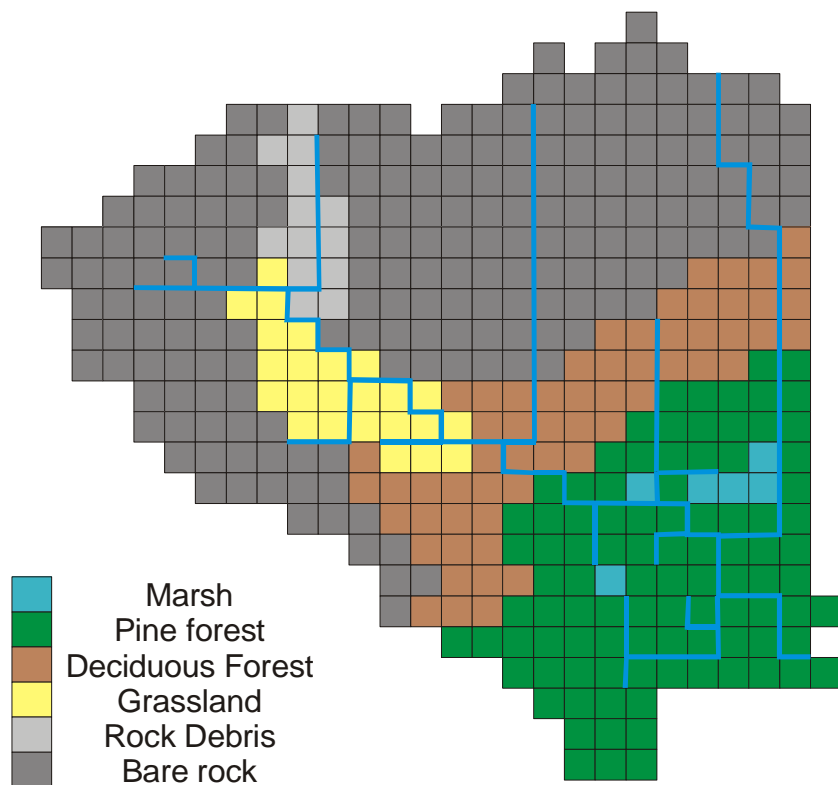 Marsh
Pine forest
Deciduous Forest
Grassland
Rock Debris
Bare rock